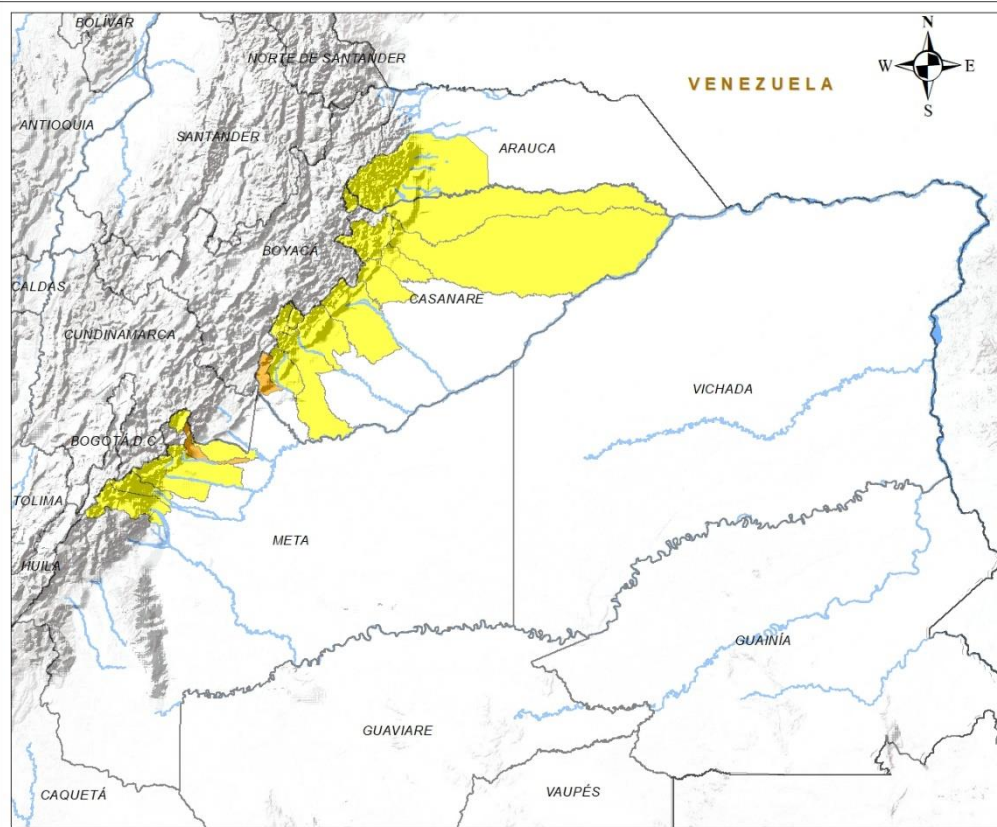 BOLÍVAR
N
NORTE DE SANTANDER
W
E
VENEZUELA
S
ANTIOQUIA
SANTANDER
ARAUCA
BOYACÁ
CALDAS
CASANARE
CUNDINAMARCA
VICHADA
BOGOTÁ D.C
TOLIMA
META
HUILA
GUAINÍA
GUAVIARE
CAQUETÁ
VAUPÉS